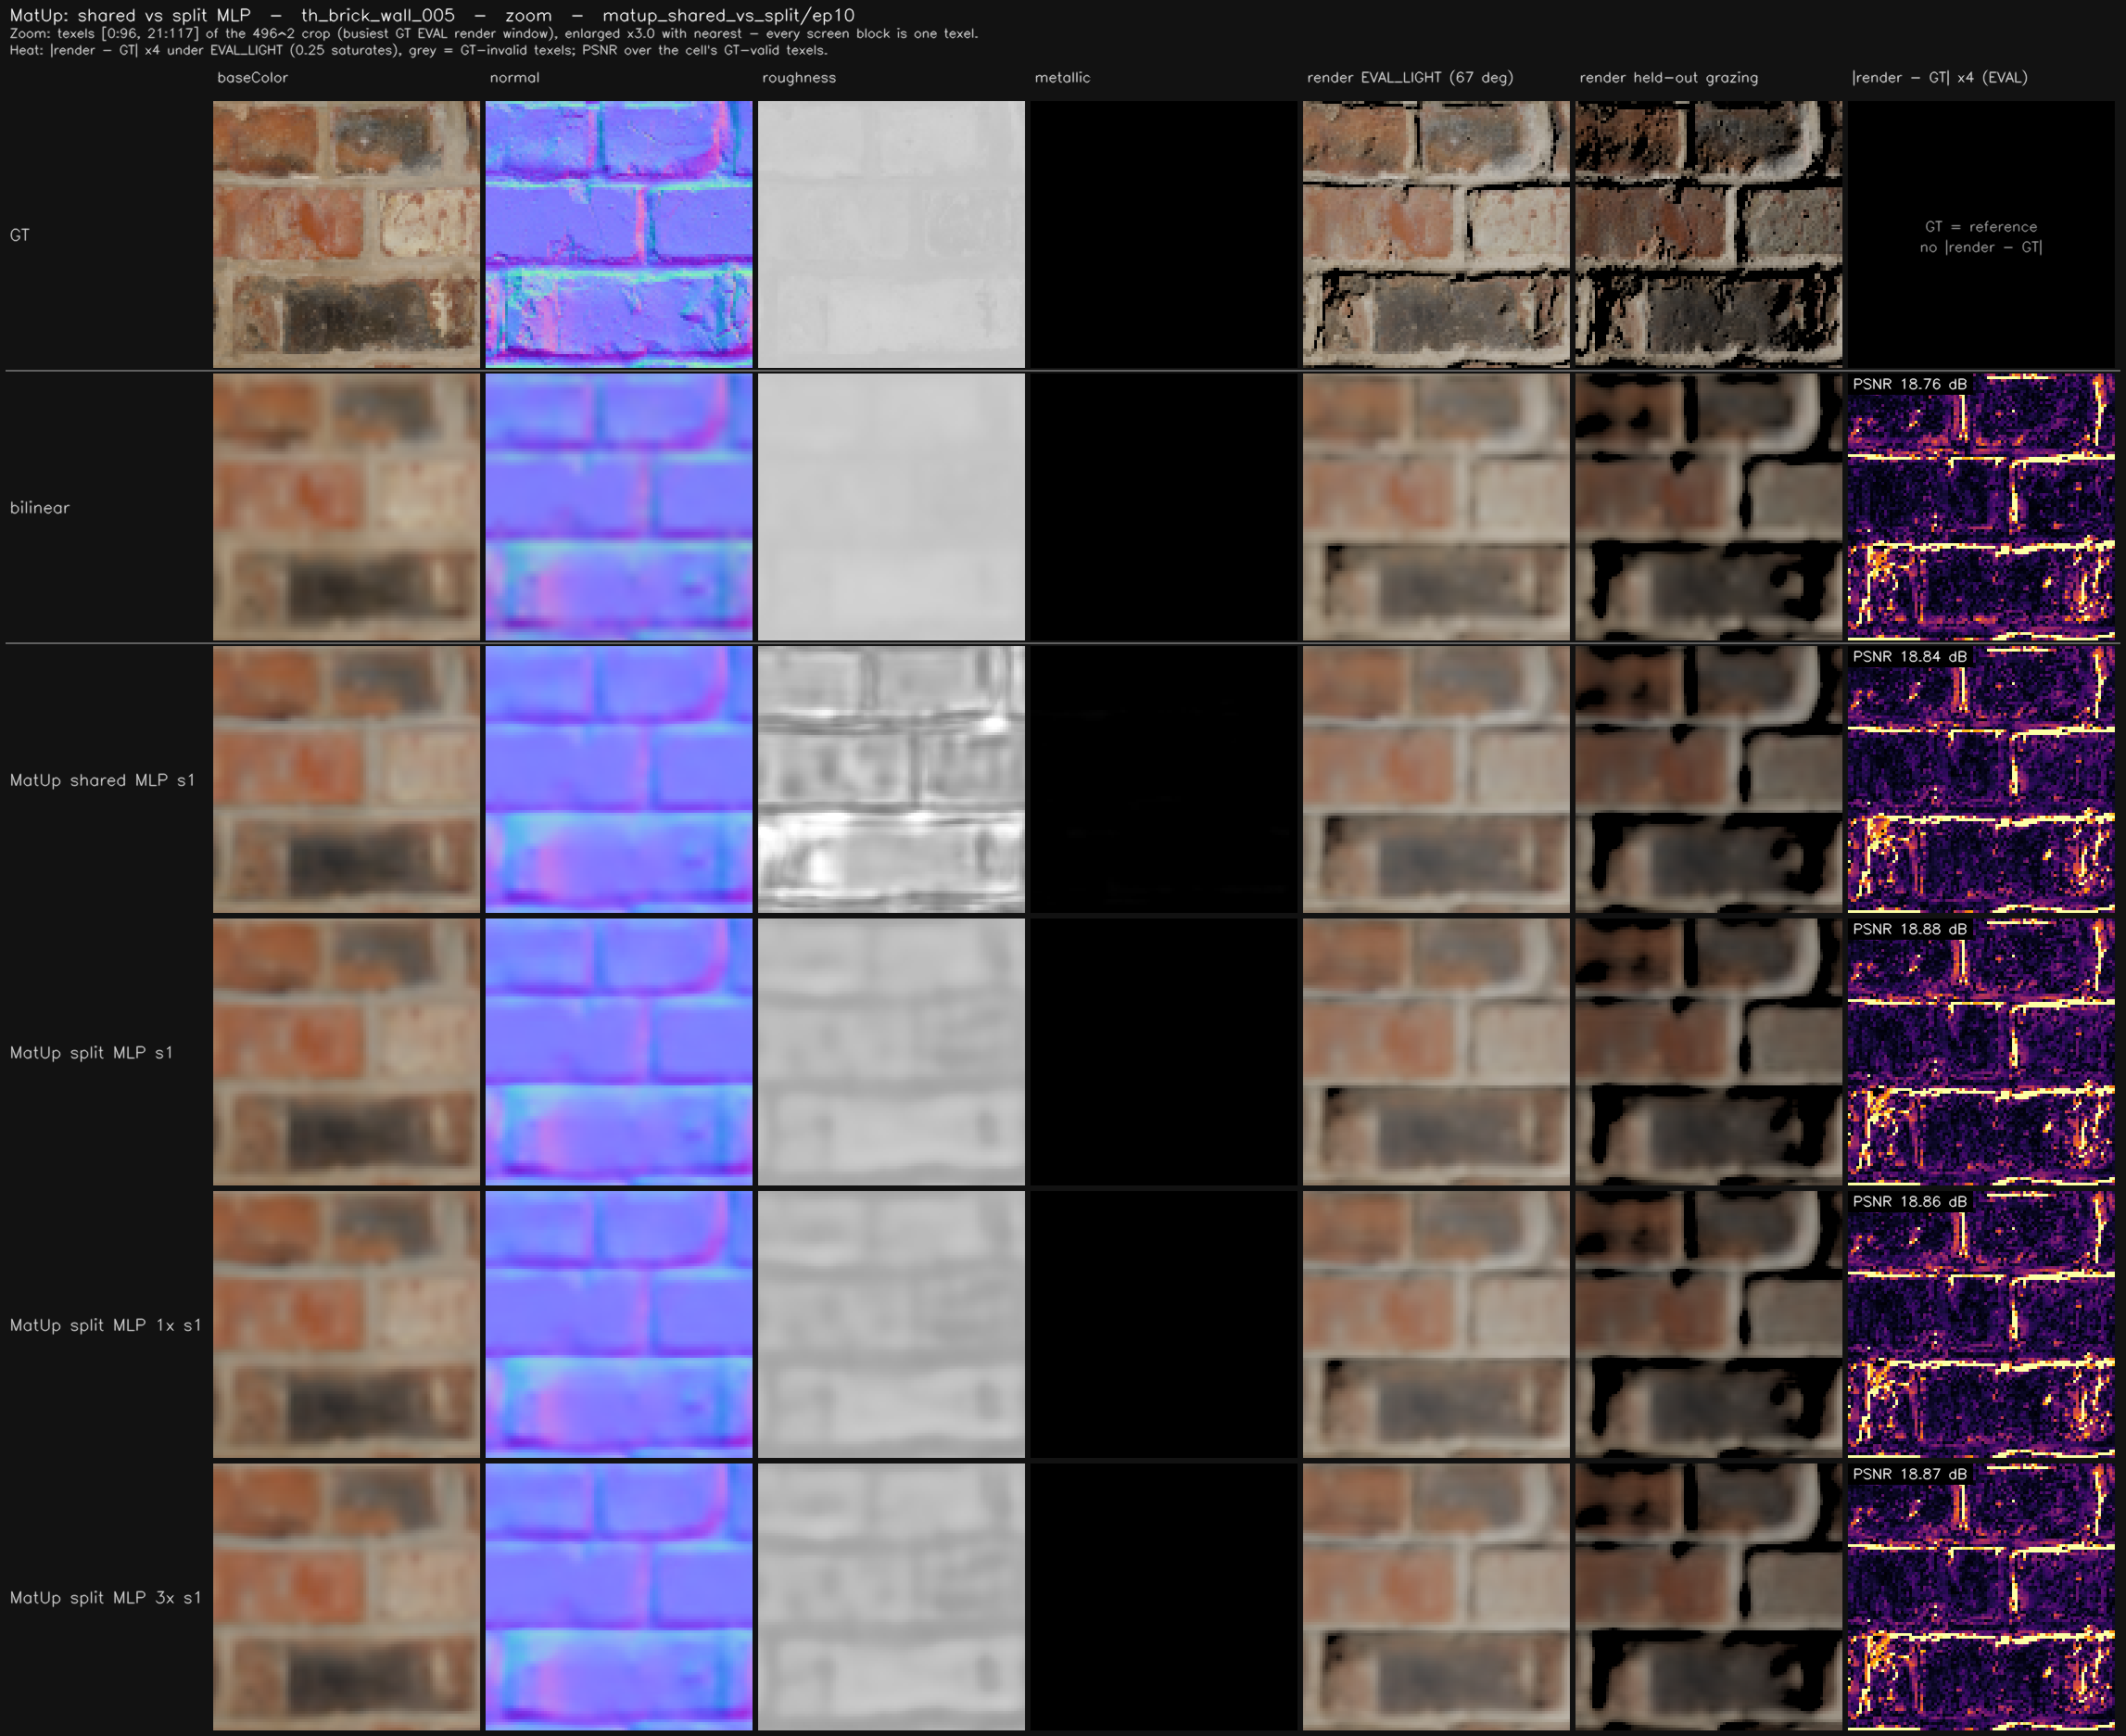 MatUp: shared vs split MLP — th_brick_wall_005 — zoom — matup_shared_vs_split/ep10
Zoom: texels [0:96, 21:117] of the 496^2 crop (busiest GT EVAL render window), enlarged x3.0 with nearest — every screen block is one texel.
Heat: |render − GT| x4 under EVAL_LIGHT (0.25 saturates), grey = GT-invalid texels; PSNR over the cell's GT-valid texels.
baseColor normal roughness metallic render EVAL_LIGHT (67 deg) render held-out grazing |render − GT| x4 (EVAL)
GT
GT = reference
no |render − GT|
bilinear
PSNR 18.76 dB
MatUp shared MLP s1
PSNR 18.84 dB
MatUp split MLP s1
PSNR 18.88 dB
MatUp split MLP 1x s1
PSNR 18.86 dB
MatUp split MLP 3x s1
PSNR 18.87 dB